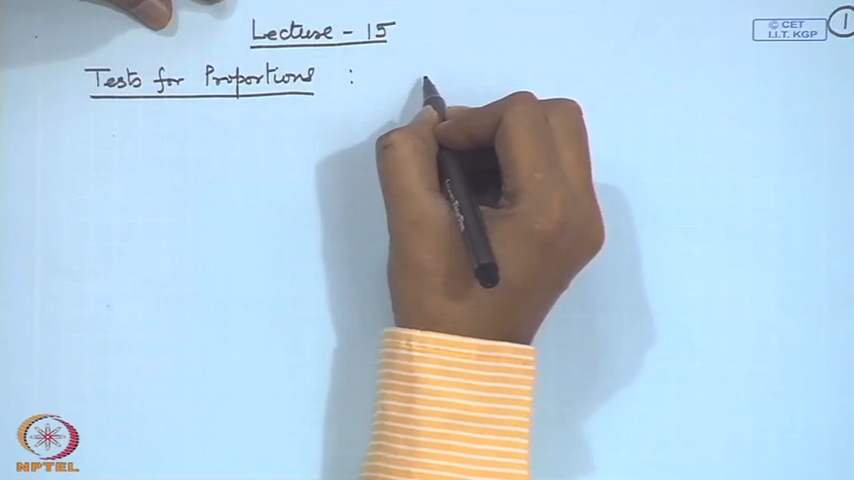 Lecture - 15
© CET
I.I.T. KGP
1
Tests for Proportions :
NPTEL